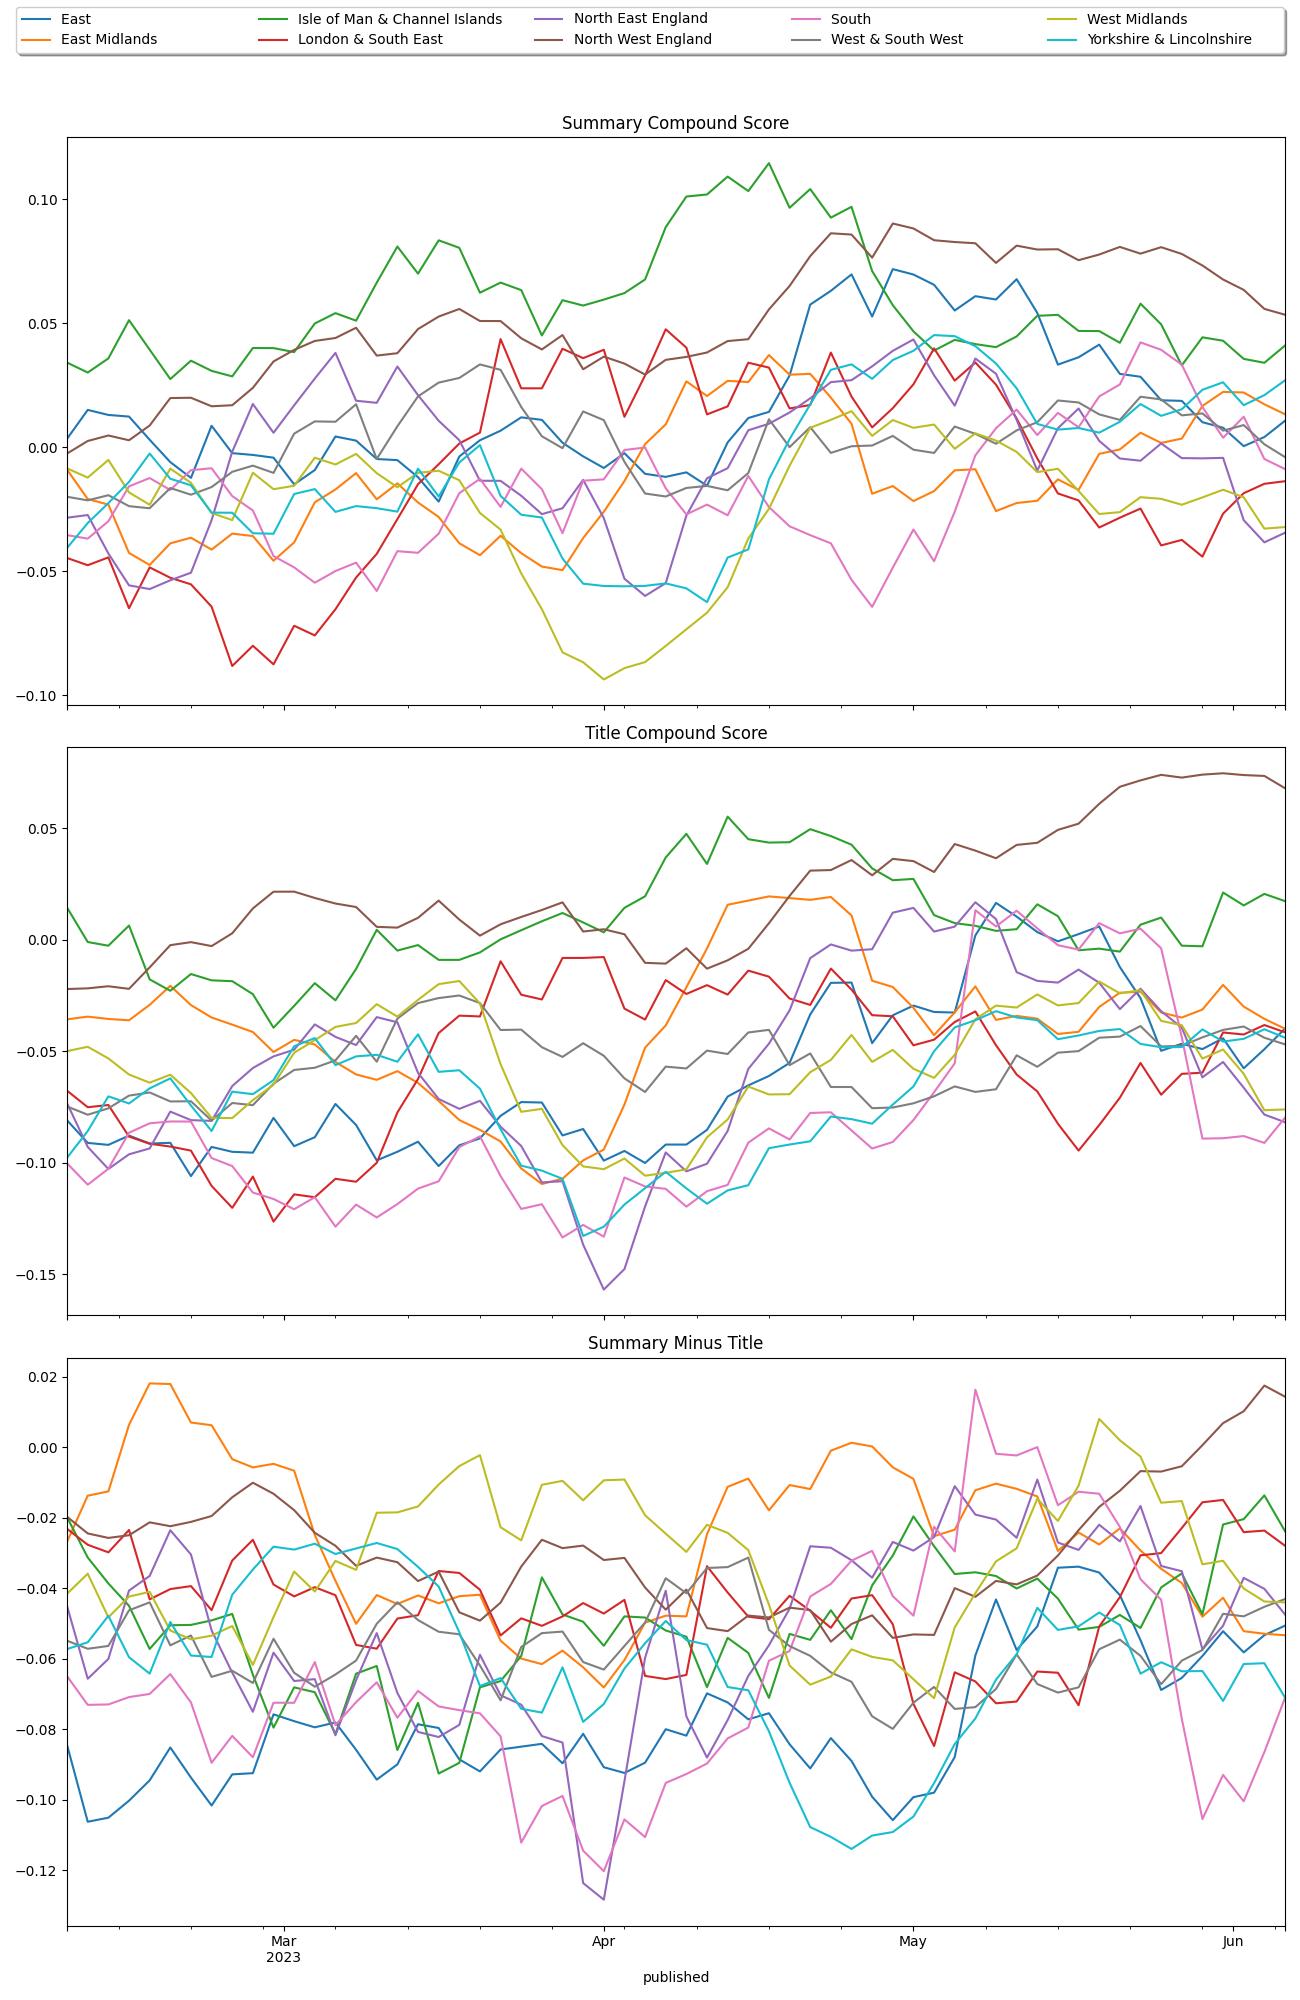 East
Isle of Man & Channel Islands
North East England
South
West Midlands
East Midlands
London & South East
North West England
West & South West
Yorkshire & Lincolnshire
Summary Compound Score
0.10
0.05
0.00
−0.05
−0.10
Title Compound Score
0.05
0.00
−0.05
−0.10
−0.15
Summary Minus Title
0.02
0.00
−0.02
−0.04
−0.06
−0.08
−0.10
−0.12
Mar
2023
Apr
May
Jun
published